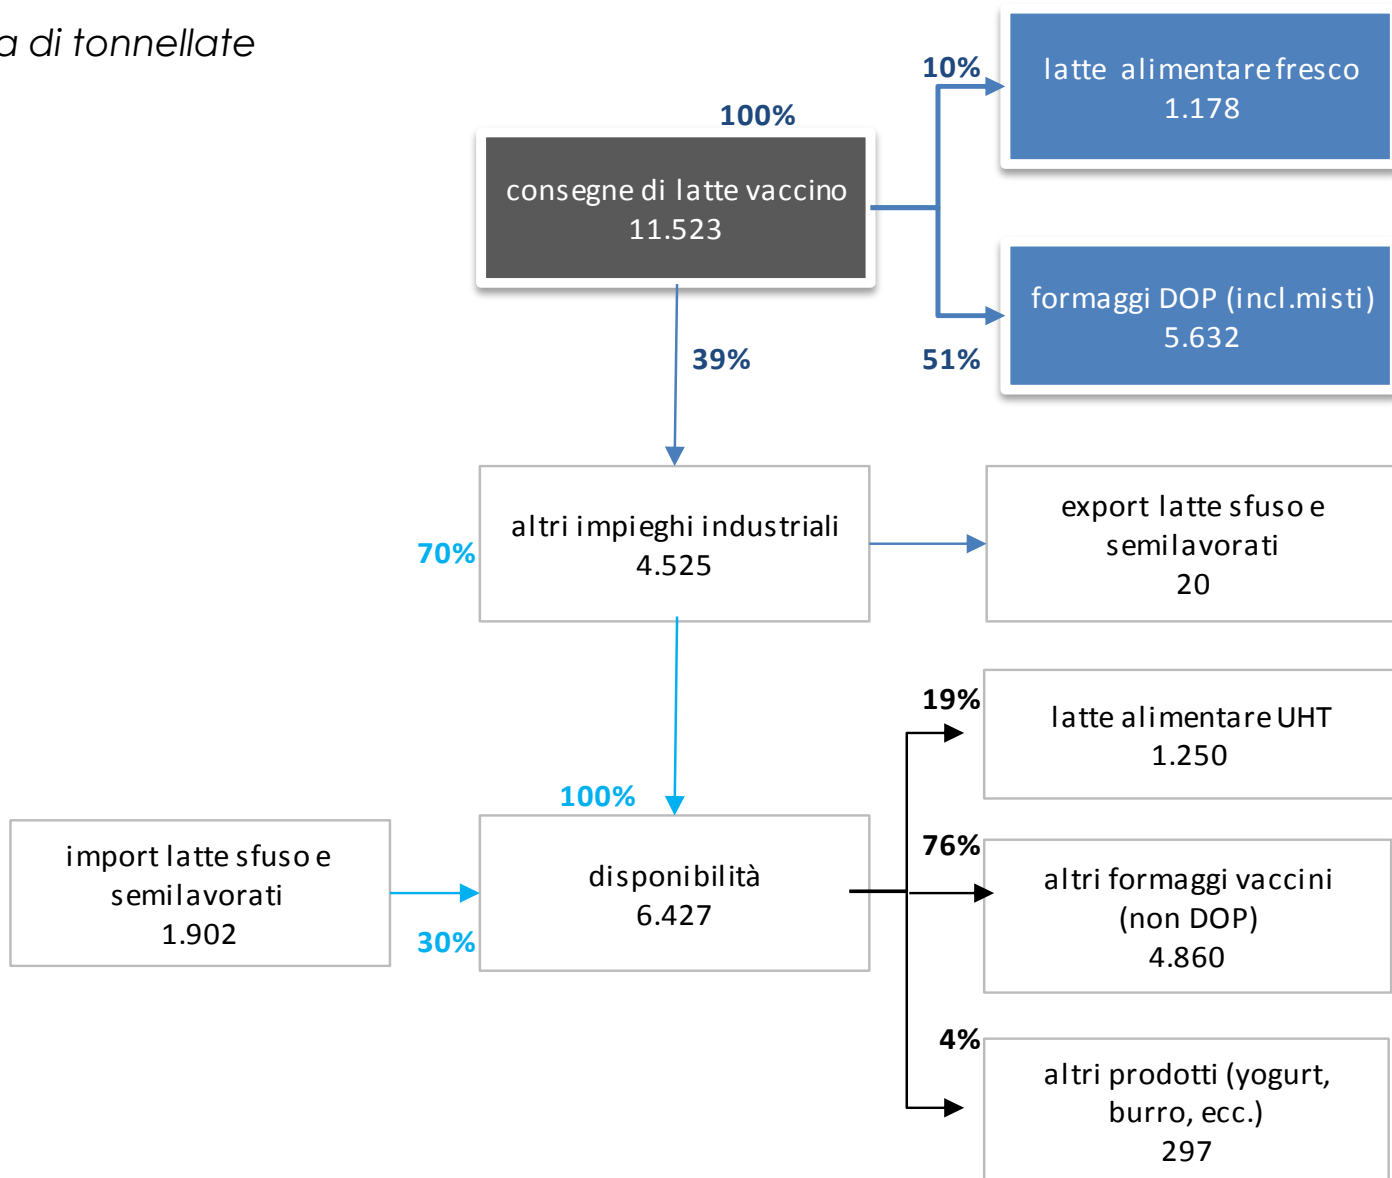 a di tonnellate
10%
latte alimentare fresco
1.178
100%
consegne di latte vaccino
11.523
formaggi DOP (incl.misti)
5.632
39%
51%
altri impieghi industriali
4.525
70%
export latte sfuso e
semilavorati
20
19%
latte alimentare UHT
1.250
100%
import latte sfuso e
semilavorati
1.902
30%
disponibilità
6.427
76%
altri formaggi vaccini
(non DOP)
4.860
4%
altri prodotti (yogurt,
burro, ecc.)
297